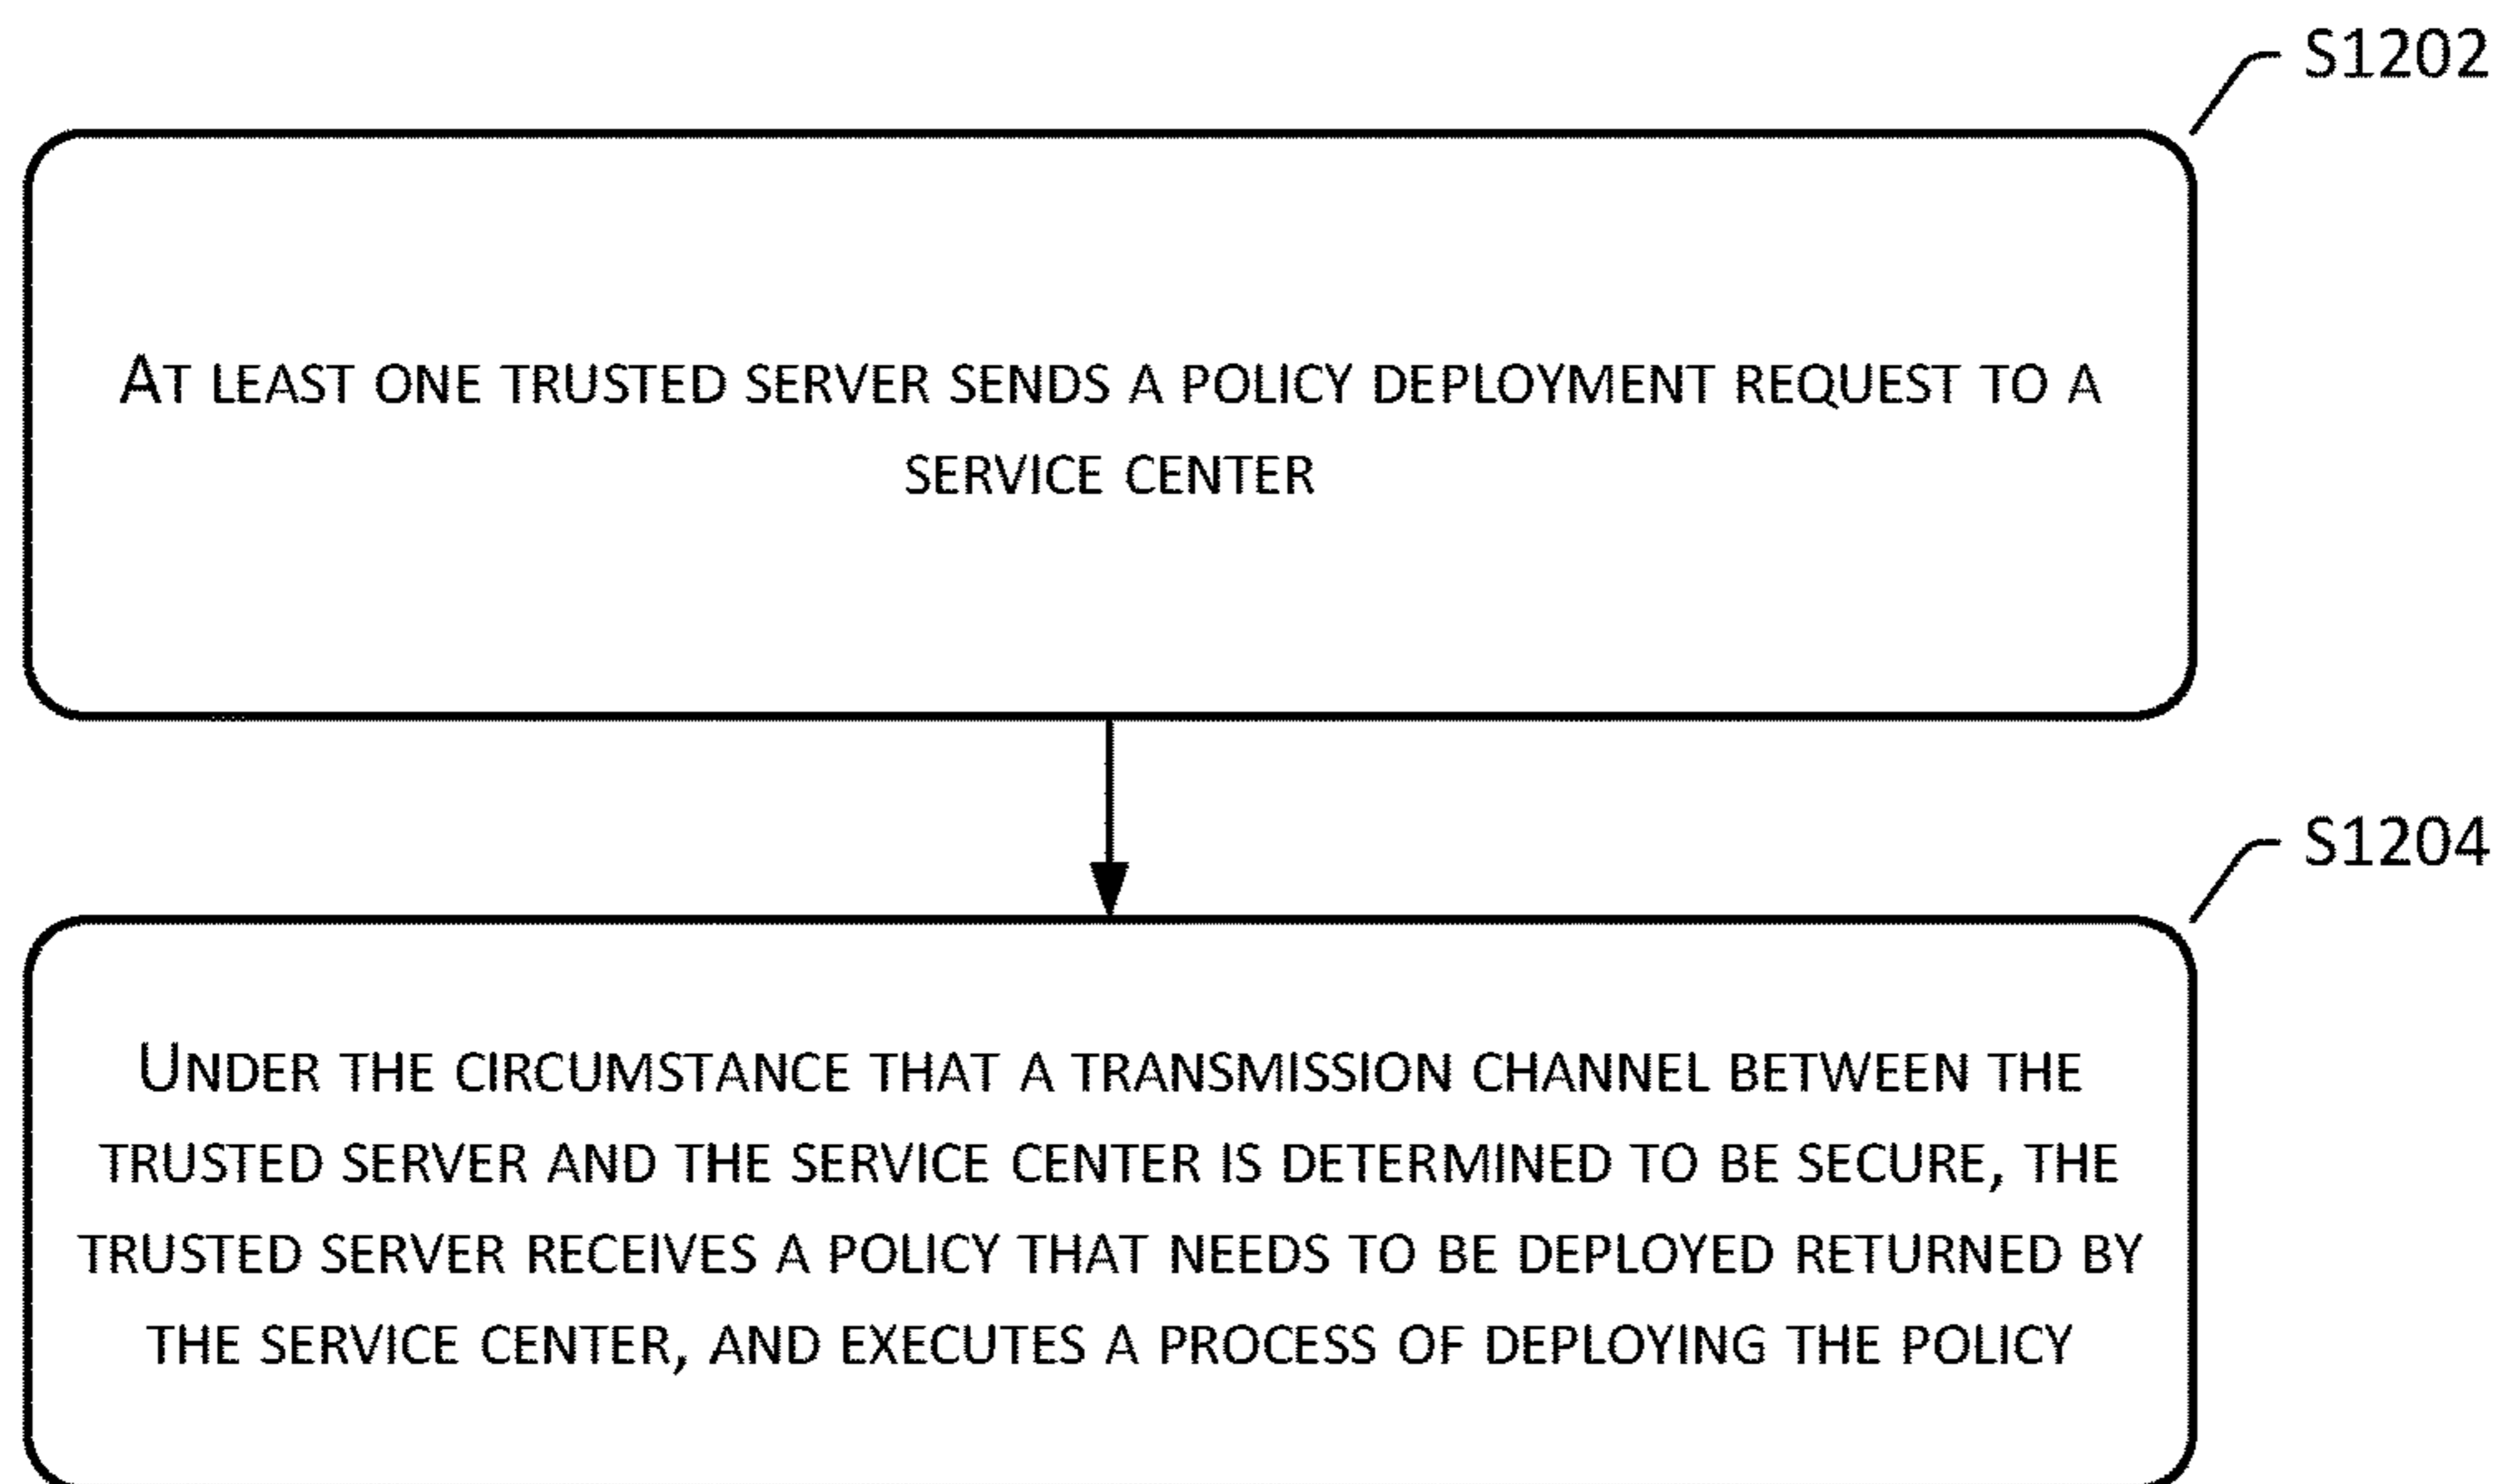 S1202
AT LEAST ONE TRUSTED SERVER SENDS A POLICY DEPLOYMENT REQUEST TO A
SERVICE CENTER
S1204
UNDER THE CIRCUMSTANCE THAT A TRANSMISSION CHANNEL BETWEEN THE
TRUSTED SERVER AND THE SERVICE CENTER IS DETERMINED TO BE SECURE, THE
TRUSTED SERVER RECEIVES A POLICY THAT NEEDS TO BE DEPLOYED RETURNED BY
THE SERVICE CENTER, AND EXECUTES A PROCESS OF DEPLOYING THE POLICY